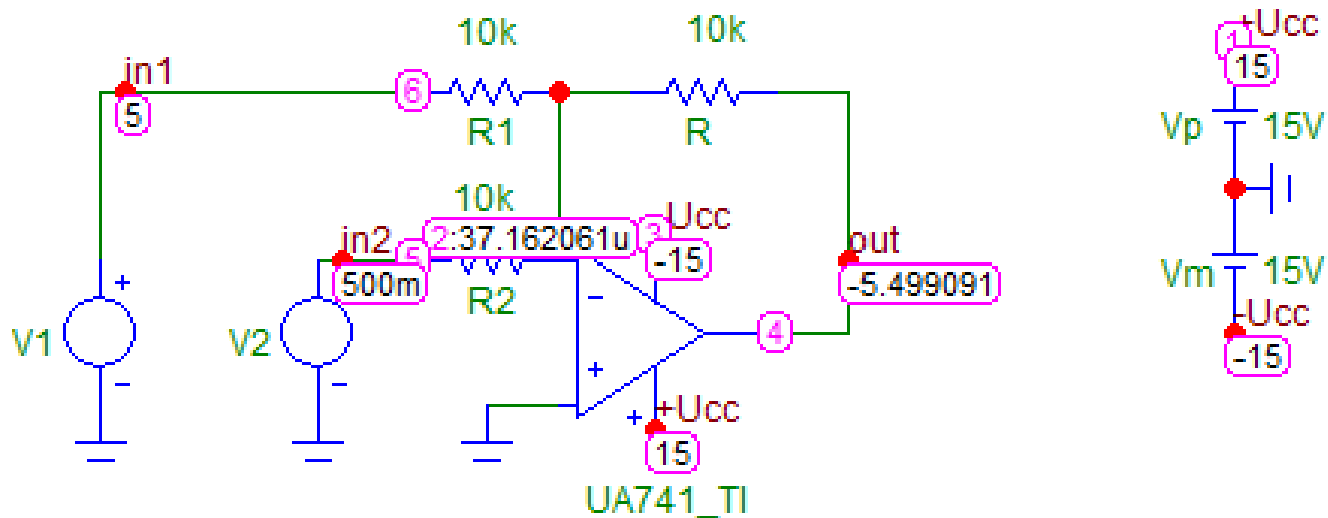 10k
10k
+Ucc
1
15
in1
6
5
R1
R
Vp
15V
10k
Ucc
in2
5
2:37.162061u
3
out
-15
500m
R2
-5.499091
Vm
15V
+
−
V1
−
V2
−
4
-Ucc
-15
+
+
+Ucc
15
UA741_TI